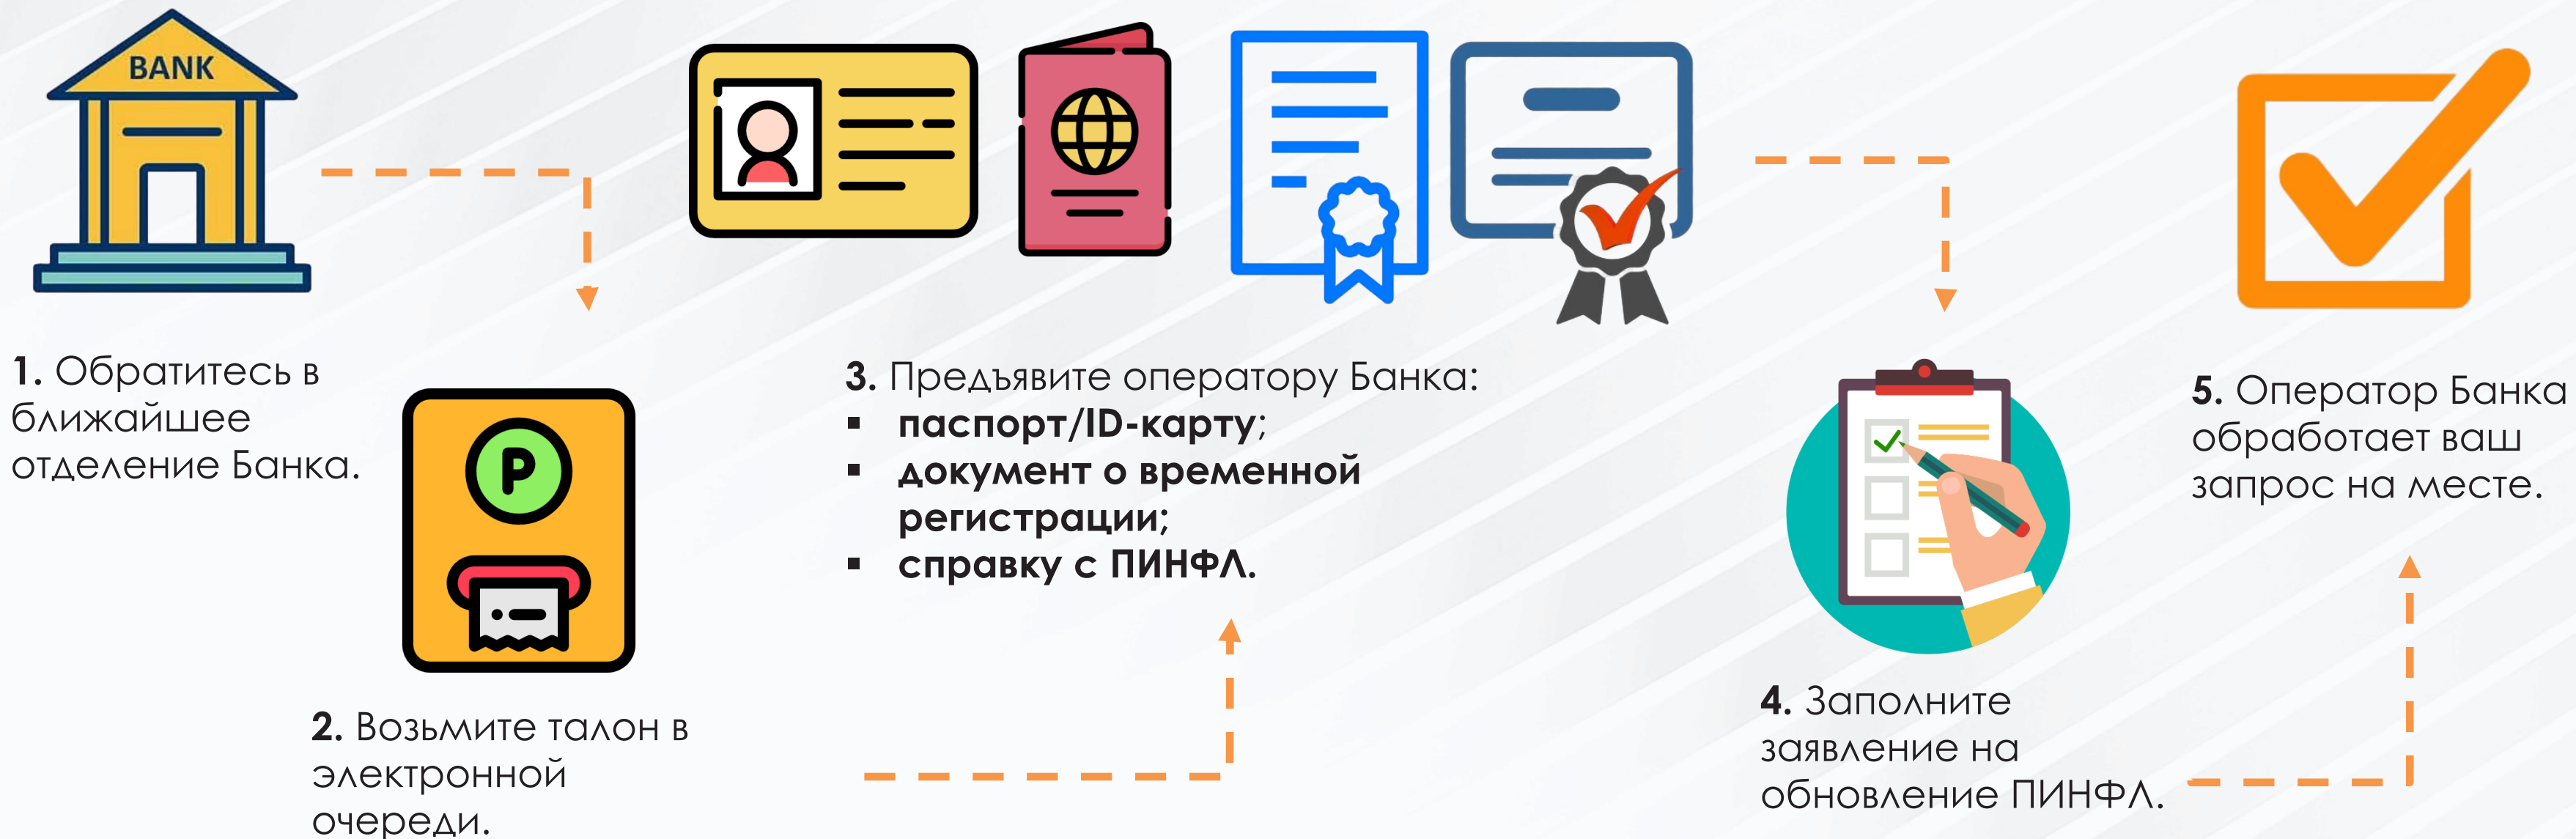 BANK
1. Обратитесь в
ближайшее
отделение Банка.
P
2. Возьмите талон в
электронной
очереди.
3. Предъявите оператору Банка:
▪ паспорт/ID-карту;
▪ документ о временной
регистрации;
▪ справку с ПИНФЛ.
4. Заполните
заявление на
обновление ПИНФЛ.
5. Оператор Банка
обработает ваш
запрос на месте.